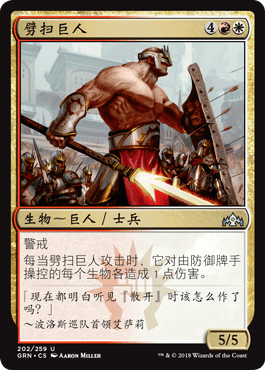 劈扫巨人 4
生物～巨人 / 士兵
警戒
每当劈扫巨人攻击时，它对由防御牌手
操控的每个生物各造成1点伤害。
「现在都明白听见『散开』时该怎么作了
吗？」
～波洛斯巡队首领艾萨莉
5/5
202/259 U
GRN • CS AARON MILLER
™ & © 2018 Wizards of the Coast